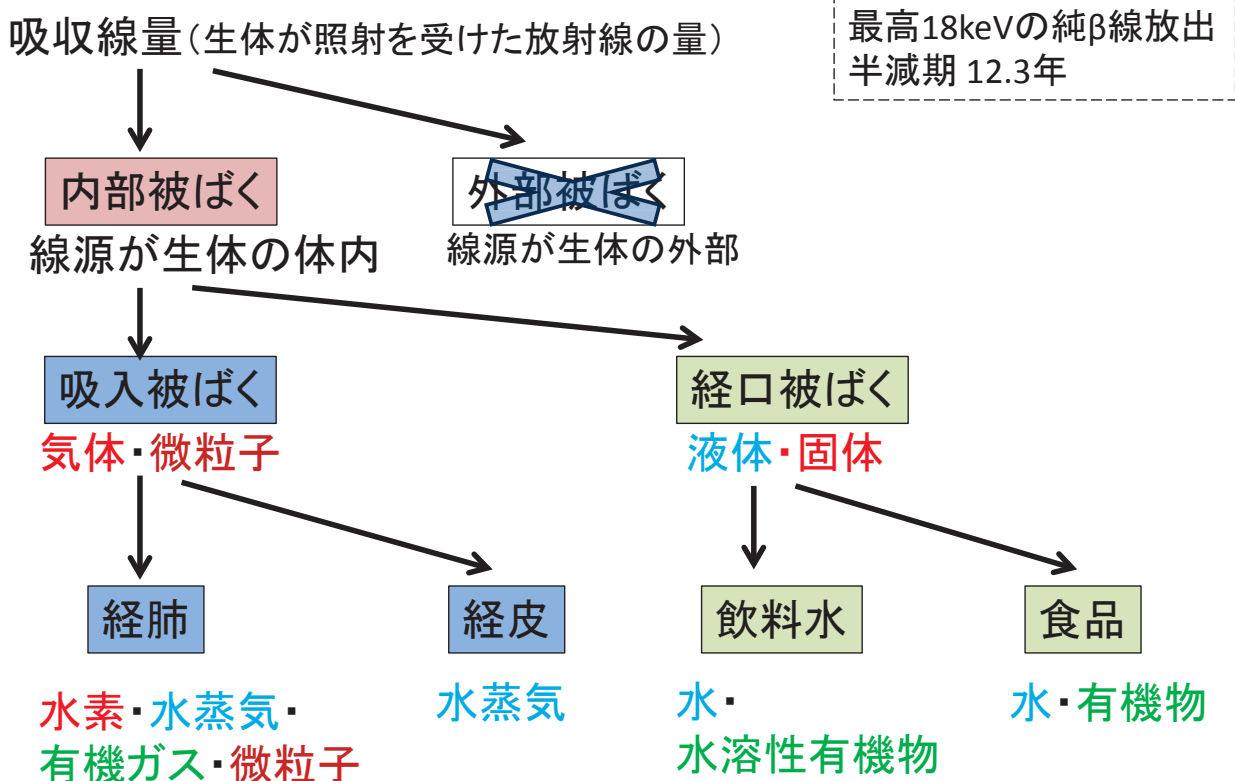 吸収線量(生体が照射を受けた放射線の量)
最高18keVの純β線放出
半減期 12.3年
内部被ばく
外部被ばく
線源が生体の体内
線源が生体の外部
吸入被ばく
経口被ばく
気体・微粒子
液体・固体
経肺
経皮
飲料水
食品
水素・水蒸気・
有機ガス・微粒子
水蒸気
水・
水溶性有機物
水・有機物